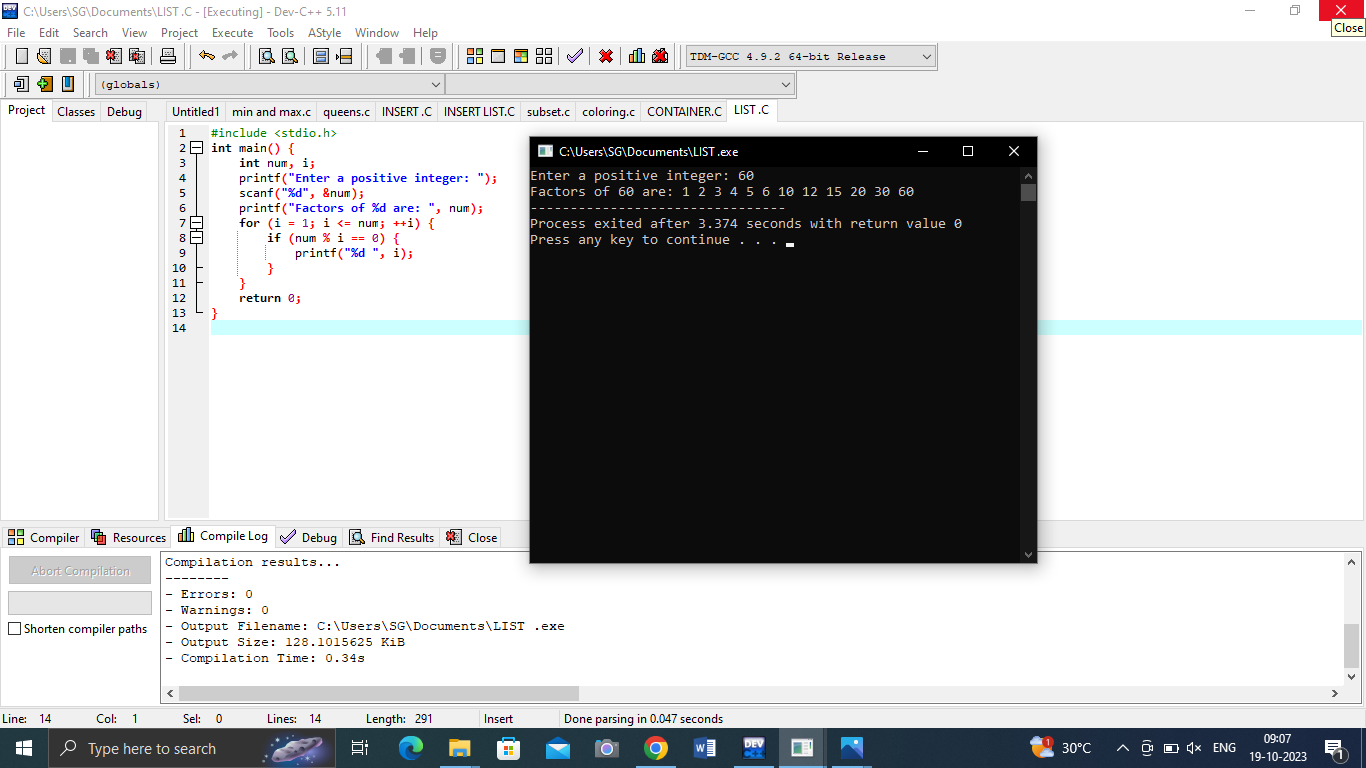 C:\Users\SG\Documents\LIST .C - [Executing] - Dev-C++ 5.11
Close
File Edit Search View Project Execute Tools AStyle Window Help
TDM-GCC 4.9.2 64-bit Release
(globals)
Project Classes Debug
Untitled1 min and max.c queens.c INSERT .C INSERT LIST.C subset.c coloring.c CONTAINER.C LIST .C
1 #include <stdio.h>
2 int main() {
3 int num, i;
4 printf("Enter a positive integer: ");
5 scanf("%d", &num);
6 printf("Factors of %d are: ", num);
7 for (i = 1; i <= num; ++i) {
8 if (num % i == 0) {
9 printf("%d ", i);
10 }
11 }
12 return 0;
13 }
14
C:\Users\SG\Documents\LIST .exe
Enter a positive integer: 60
Factors of 60 are: 1 2 3 4 5 6 10 12 15 20 30 60
--------------------------------
Process exited after 3.374 seconds with return value 0
Press any key to continue . . .
Compiler Resources Compile Log Debug Find Results Close
Abort Compilation
Shorten compiler paths
Compilation results...
--------
- Errors: 0
- Warnings: 0
- Output Filename: C:\Users\SG\Documents\LIST .exe
- Output Size: 128.1015625 KiB
- Compilation Time: 0.34s
Line: 14 Col: 1 Sel: 0 Lines: 14 Length: 291 Insert Done parsing in 0.047 seconds
Type here to search
DEV
1
30°C
ENG
09:07
19-10-2023
1